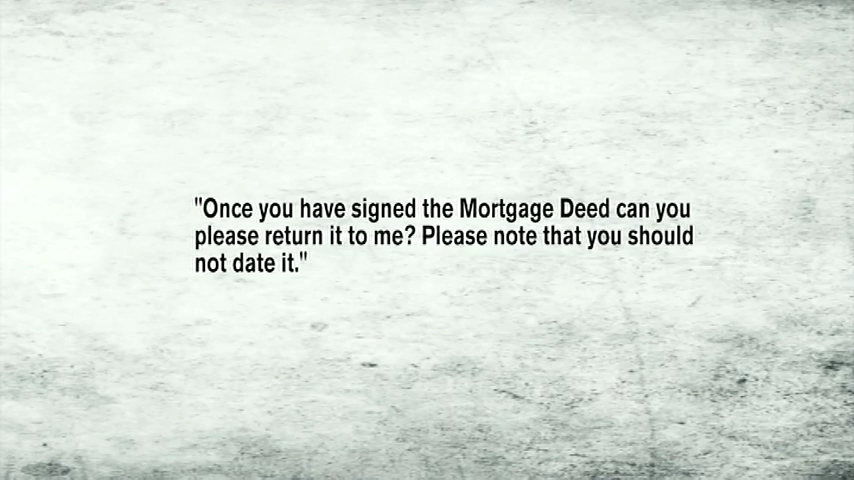 "Once you have signed the Mortgage Deed can you
please return it to me? Please note that you should
not date it."